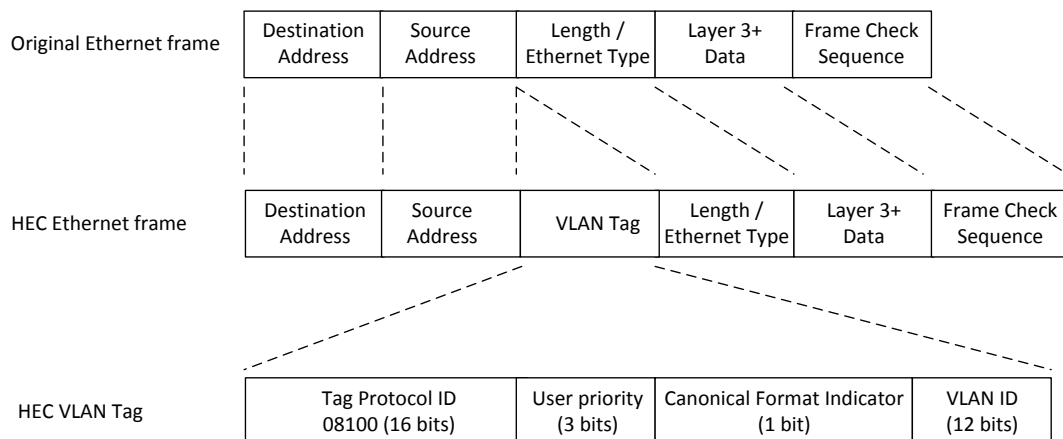 Original Ethernet frame
Destination
Address
Source
Address
Length /
Ethernet Type
Layer 3+
Data
Frame Check
Sequence
HEC Ethernet frame
Destination
Address
Source
Address
VLAN Tag
Length /
Ethernet Type
Layer 3+
Data
Frame Check
Sequence
HEC VLAN Tag
Tag Protocol ID
08100 (16 bits)
User priority
(3 bits)
Canonical Format Indicator
(1 bit)
VLAN ID
(12 bits)